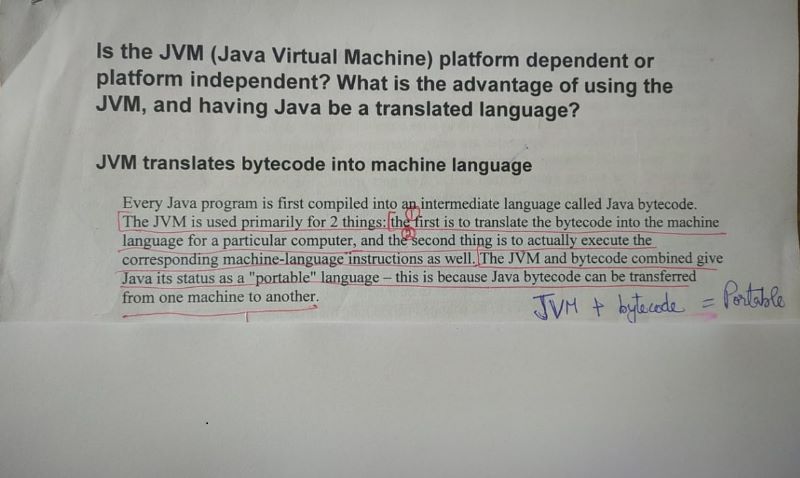 Is the JVM (Java Virtual Machine) platform dependent or
platform independent? What is the advantage of using the
JVM, and having Java be a translated language?
JVM translates bytecode into machine language
Every Java program is first compiled into an intermediate language called Java bytecode.
The JVM is used primarily for 2 things: the first is to translate the bytecode into the machine
language for a particular computer, and the second thing is to actually execute the
corresponding machine-language instructions as well. The JVM and bytecode combined give
Java its status as a "portable" language – this is because Java bytecode can be transferred
from one machine to another.
JVM + bytecode = Portable